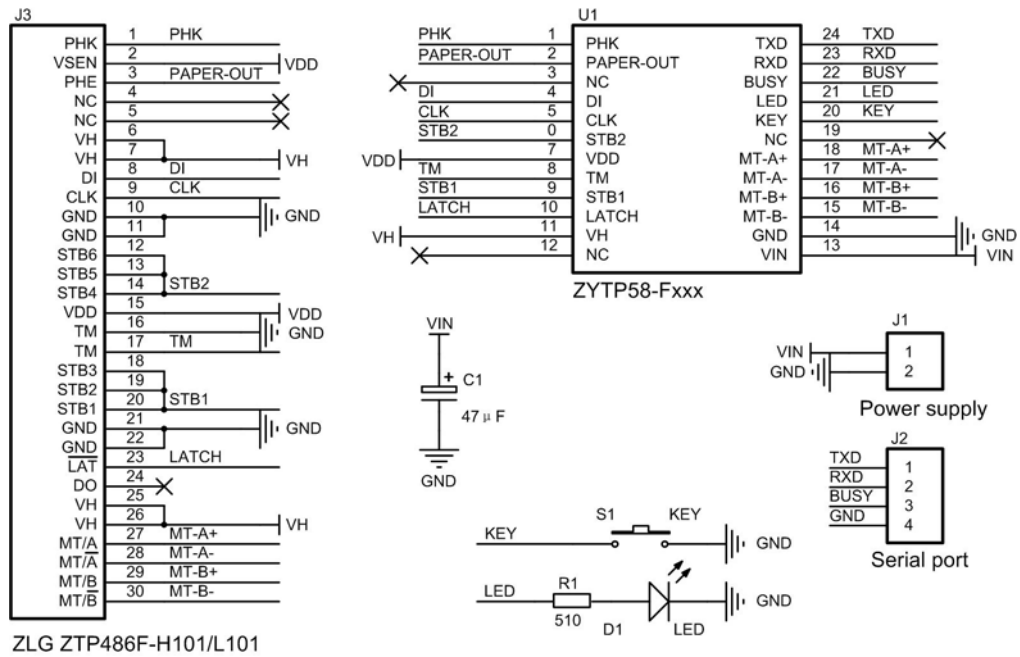 J3
PHK 1 PHK
VSEN 2 VDD
PHE 3 PAPER-OUT
NC 4
NC 5
VH 6
VH 7 VH
DI 8 DI
CLK 9 CLK
GND 10 GND
GND 11
STB6 12
STB5 13
STB4 14 STB2
VDD 15 VDD
TM 16 GND
TM 17 TM
STB3 18
STB2 19
STB1 20 STB1
GND 21 GND
GND 22
LAT 23 LATCH
DO 24
VH 25
VH 26 VH
MT/A 27 MT-A+
MT/A 28 MT-A-
MT/B 29 MT-B+
MT/B 30 MT-B-
ZLG ZTP486F-H101/L101
U1
PHK 1 PHK TXD 24 TXD
PAPER-OUT 2 PAPER-OUT RXD 23 RXD
3 NC BUSY 22 BUSY
DI 4 DI LED 21 LED
CLK 5 CLK KEY 20 KEY
STB2 0 STB2 NC 19
VDD 7 VDD MT-A+ 18 MT-A+
TM 8 TM MT-A- 17 MT-A-
STB1 9 STB1 MT-B+ 16 MT-B+
LATCH 10 LATCH MT-B- 15 MT-B-
VH 11 VH GND 14 GND
12 NC VIN 13 VIN
ZYTP58-Fxxx
VIN
+ C1
47 μ F
GND
J1
VIN 1
GND 2
Power supply
J2
TXD 1
RXD 2
BUSY 3
GND 4
Serial port
KEY S1 KEY GND
LED R1 GND
510 D1 LED